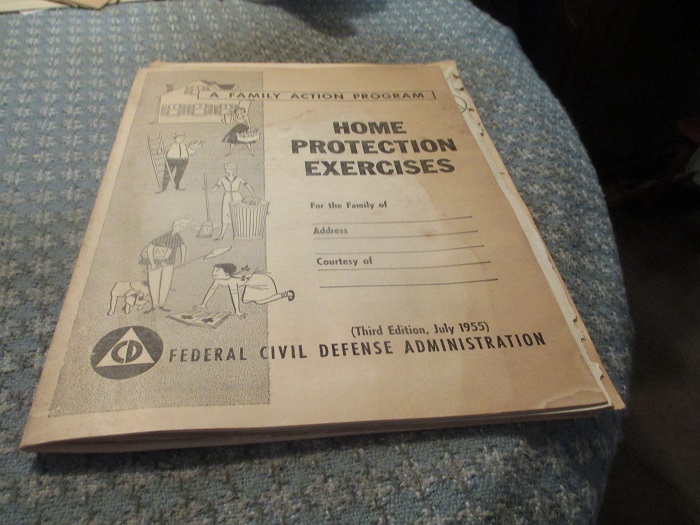 A FAMILY ACTION PROGRAM
HOME
PROTECTION
EXERCISES
For the Family of
Address
Courtesy of
(Third Edition, July 1955)
CD FEDERAL CIVIL DEFENSE ADMINISTRATION